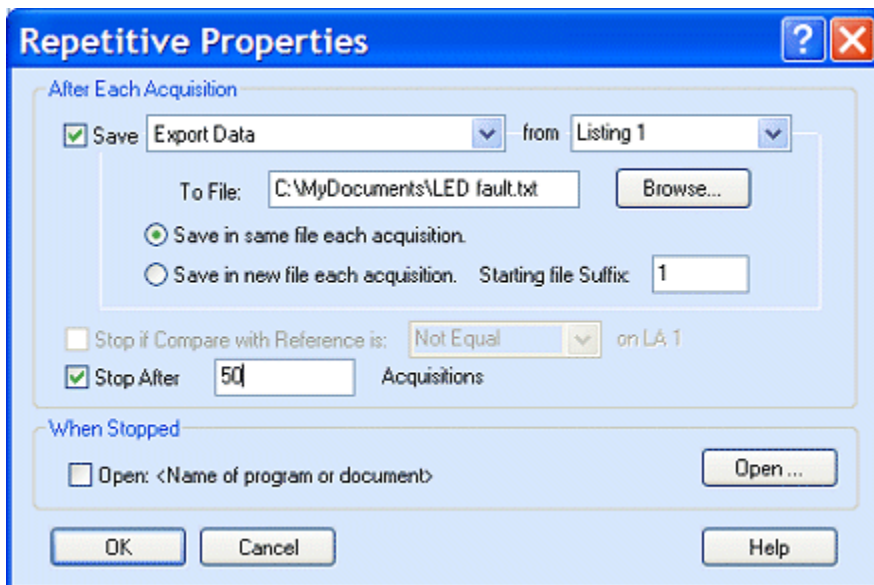 Repetitive Properties
After Each Acquisition
Save Export Data from Listing 1
To File: C:\MyDocuments\LED fault.txt Browse...
Save in same file each acquisition.
Save in new file each acquisition. Starting file Suffix: 1
Stop if Compare with Reference is: Not Equal on LA 1
Stop After 50 Acquisitions
When Stopped
Open: <Name of program or document> Open ...
OK Cancel Help